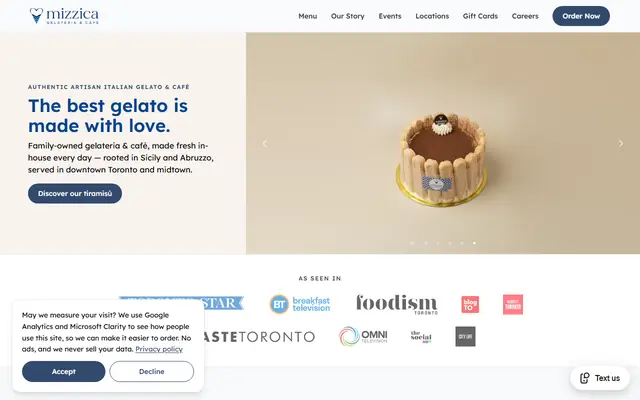 mizzica
GELATERIA & CAFÉ
Menu
Our Story
Events
Locations
Gift Cards
Careers
Order Now
AUTHENTIC ARTISAN ITALIAN GELATO & CAFÉ
The best gelato is
made with love.
Family-owned gelateria & café, made fresh in-
house every day — rooted in Sicily and Abruzzo,
served in downtown Toronto and midtown.
Discover our tiramisù
AS SEEN IN
STAR
BT
breakfast
television
foodism
TORONTO
blog
TO
TORONTO
ASTETORONTO
OMNI
TELEVISION
the
social
CITY LIFE
May we measure your visit? We use Google
Analytics and Microsoft Clarity to see how people
use this site, so we can make it easier to order. No
ads, and we never sell your data. Privacy policy
Accept
Decline
Text us